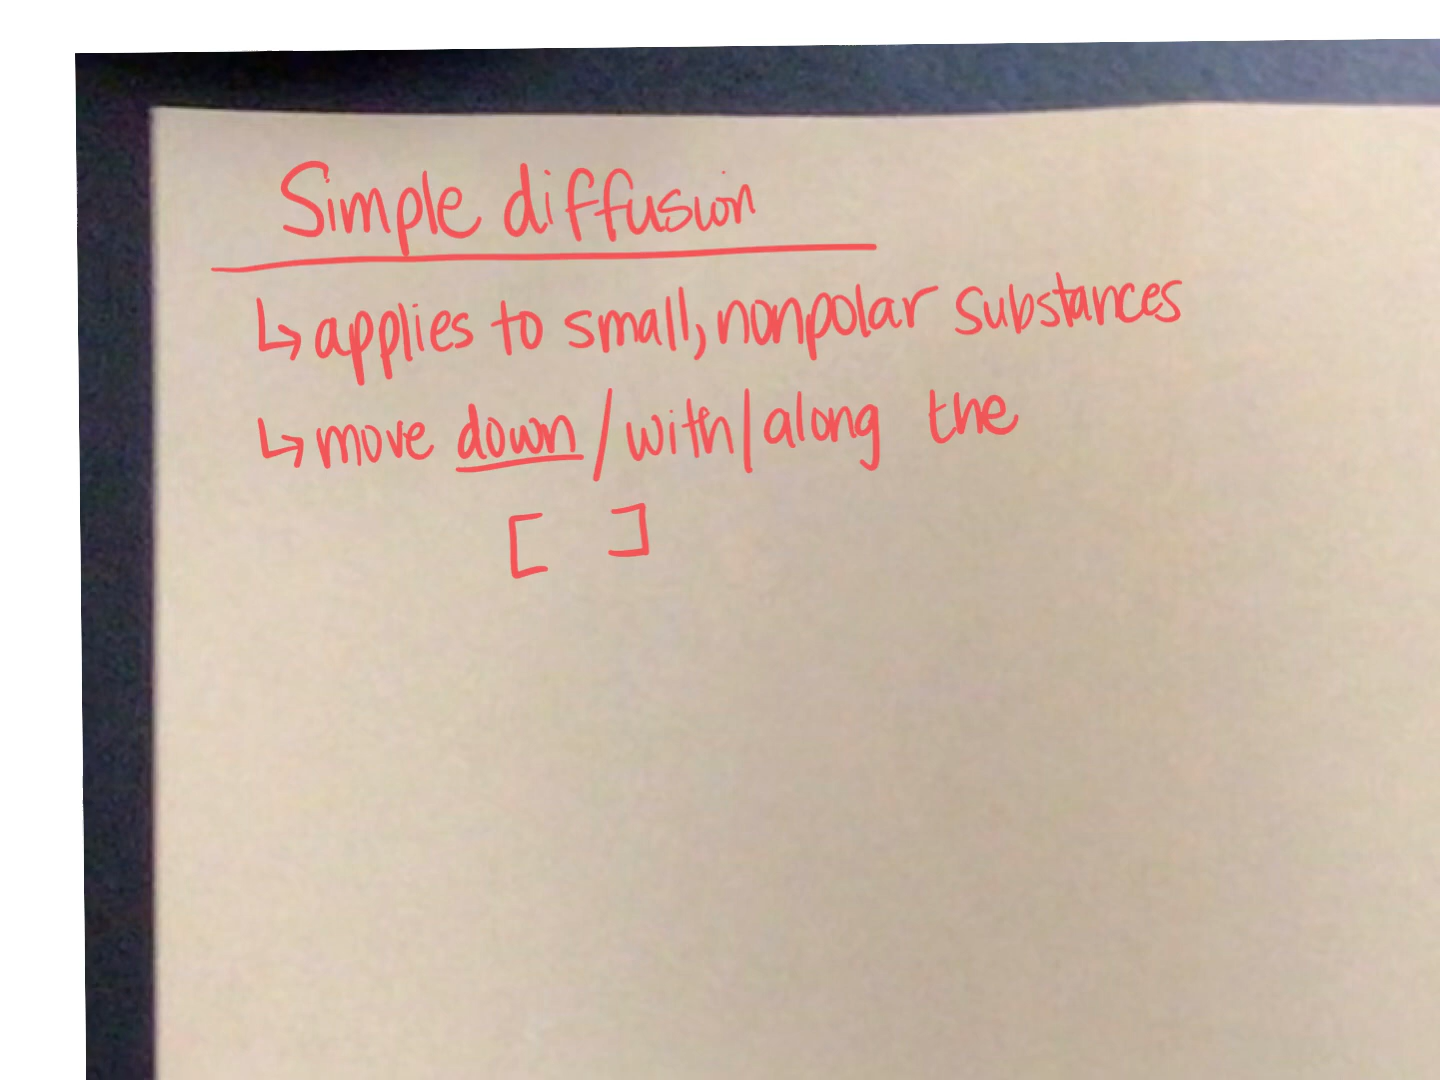 Simple diffusion
↳ applies to small, nonpolar substances
↳ move down / with / along the
[ ]